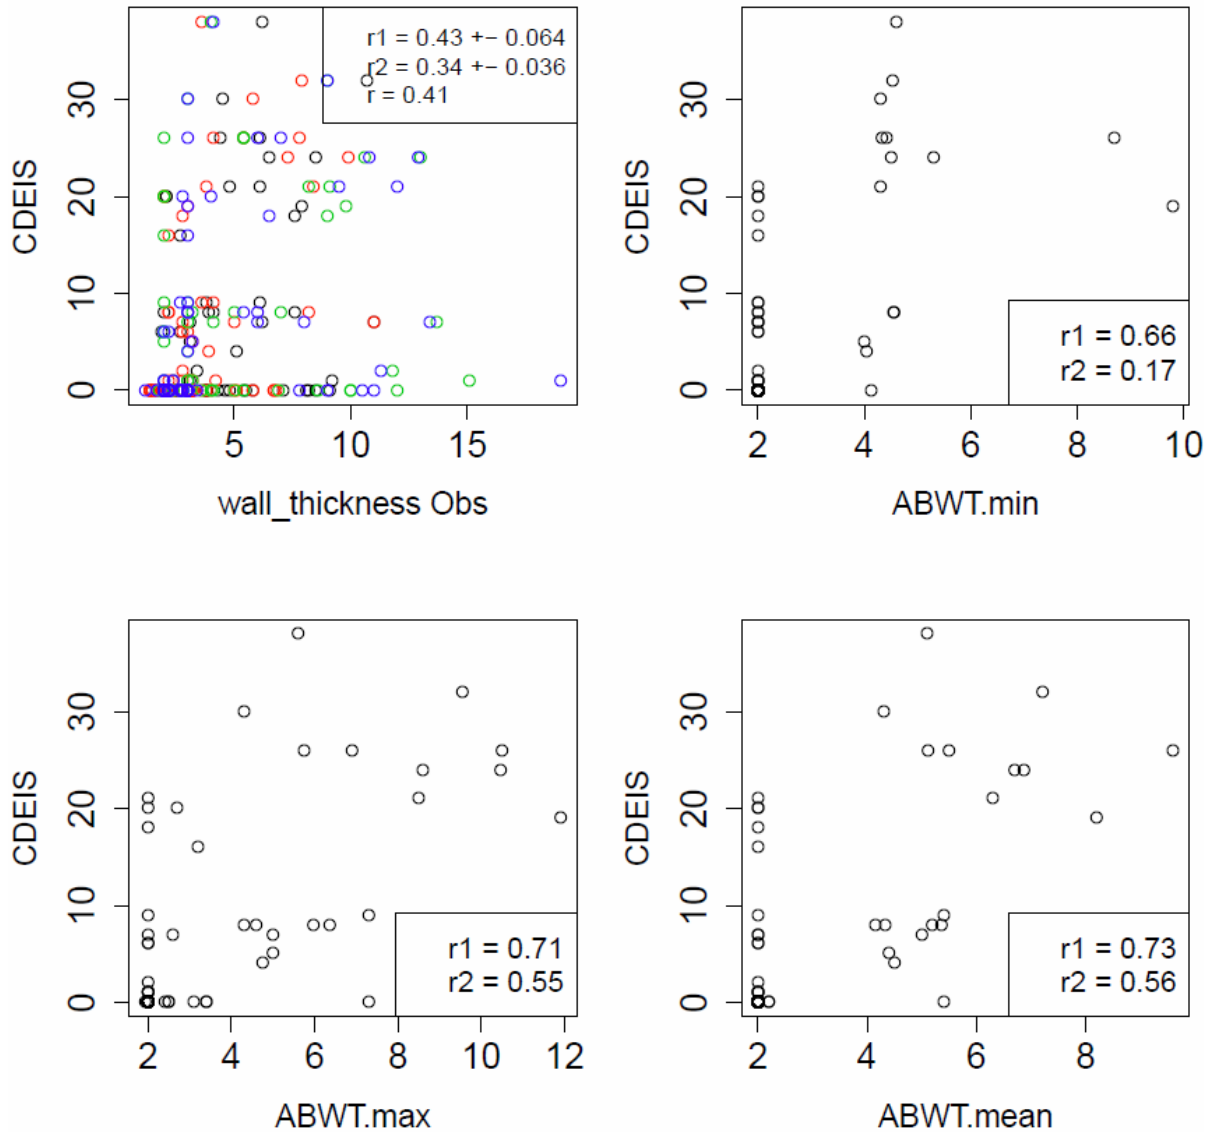 CDEIS
30
20
10
0
r1 = 0.43 +− 0.064
r2 = 0.34 +− 0.036
r = 0.41
5
10
15
wall_thickness Obs
CDEIS
30
20
10
0
r1 = 0.66
r2 = 0.17
2
4
6
8
10
ABWT.min
CDEIS
30
20
10
0
r1 = 0.71
r2 = 0.55
2
4
6
8
10
12
ABWT.max
CDEIS
30
20
10
0
r1 = 0.73
r2 = 0.56
2
4
6
8
ABWT.mean